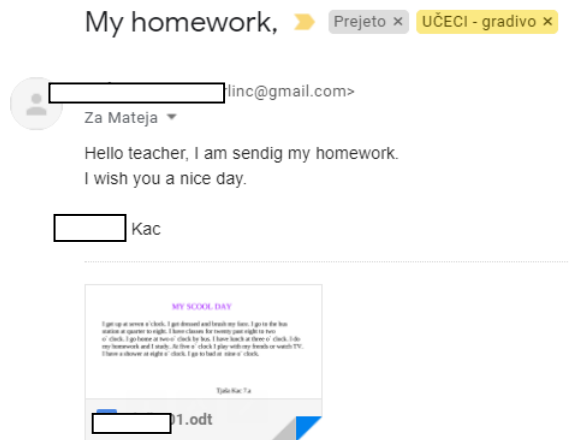 My homework, Prejeto × UČECI - gradivo ×
rlinc@gmail.com>
Za Mateja
Hello teacher, I am sendig my homework.
I wish you a nice day.
Kac
MY SCOOL DAY
I get up at seven o'clock. I get dressed and brush my face. I go to the bus
station at quarter to eight. I have classes for twenty past eight to two
o' clock. I go home at two o' clock by bus. I have lunch at three o' clock. I do
my homework and I study. At five o' clock I play with my freods or watch TV.
I have a shower at eight o' clock. I go to bad at nine o' clock.
Tjaša Kac 7.a
01.odt